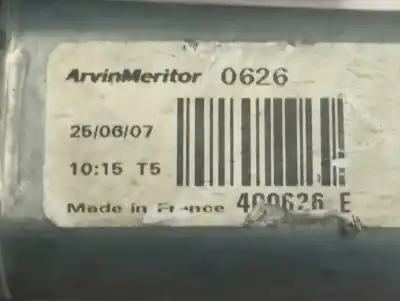 ArvinMeritor 0626
25/06/07
10:15 T5
Made in France 400626 E